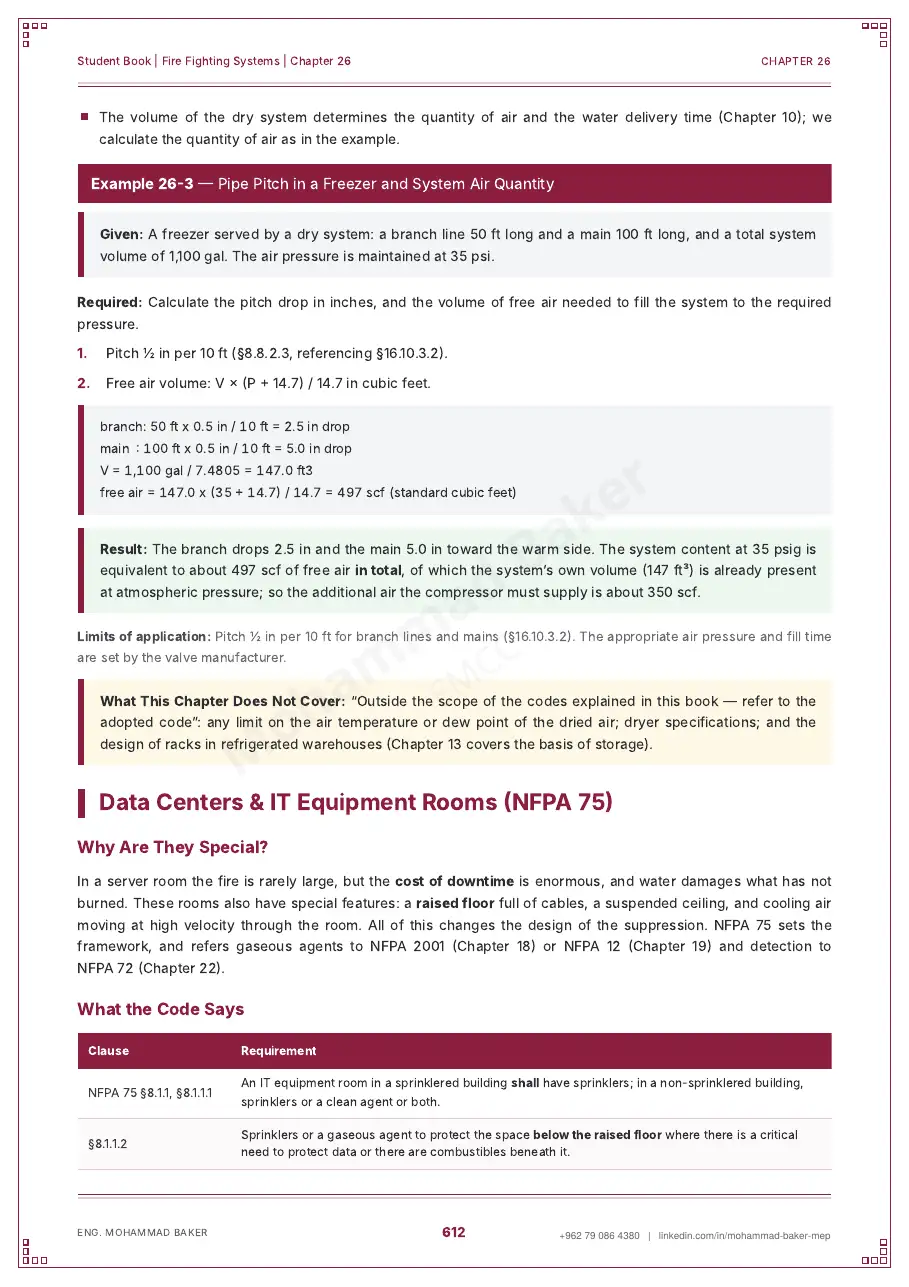 Student Book | Fire Fighting Systems | Chapter 26
CHAPTER 26
The volume of the dry system determines the quantity of air and the water delivery time (Chapter 10); we
calculate the quantity of air as in the example.
Example 26-3 — Pipe Pitch in a Freezer and System Air Quantity
Given: A freezer served by a dry system: a branch line 50 ft long and a main 100 ft long, and a total system
volume of 1,100 gal. The air pressure is maintained at 35 psi.
Required: Calculate the pitch drop in inches, and the volume of free air needed to fill the system to the required
pressure.
1. Pitch ½ in per 10 ft (§8.8.2.3, referencing §16.10.3.2).
2. Free air volume: V × (P + 14.7) / 14.7 in cubic feet.
branch: 50 ft x 0.5 in / 10 ft = 2.5 in drop
main : 100 ft x 0.5 in / 10 ft = 5.0 in drop
V = 1,100 gal / 7.4805 = 147.0 ft3
free air = 147.0 x (35 + 14.7) / 14.7 = 497 scf (standard cubic feet)
Result: The branch drops 2.5 in and the main 5.0 in toward the warm side. The system content at 35 psig is
equivalent to about 497 scf of free air in total, of which the system's own volume (147 ft³) is already present
at atmospheric pressure; so the additional air the compressor must supply is about 350 scf.
Limits of application: Pitch ½ in per 10 ft for branch lines and mains (§16.10.3.2). The appropriate air pressure and fill time
are set by the valve manufacturer.
What This Chapter Does Not Cover: "Outside the scope of the codes explained in this book — refer to the
adopted code": any limit on the air temperature or dew point of the dried air; dryer specifications; and the
design of racks in refrigerated warehouses (Chapter 13 covers the basis of storage).
Mohammad Baker
EMCC
Data Centers & IT Equipment Rooms (NFPA 75)
Why Are They Special?
In a server room the fire is rarely large, but the cost of downtime is enormous, and water damages what has not
burned. These rooms also have special features: a raised floor full of cables, a suspended ceiling, and cooling air
moving at high velocity through the room. All of this changes the design of the suppression. NFPA 75 sets the
framework, and refers gaseous agents to NFPA 2001 (Chapter 18) or NFPA 12 (Chapter 19) and detection to
NFPA 72 (Chapter 22).
What the Code Says
Clause Requirement
NFPA 75 §8.1.1, §8.1.1.1 An IT equipment room in a sprinklered building shall have sprinklers; in a non-sprinklered building,
sprinklers or a clean agent or both.
§8.1.1.2 Sprinklers or a gaseous agent to protect the space below the raised floor where there is a critical
need to protect data or there are combustibles beneath it.
ENG. MOHAMMAD BAKER
612
+962 79 086 4380 | linkedin.com/in/mohammad-baker-mep